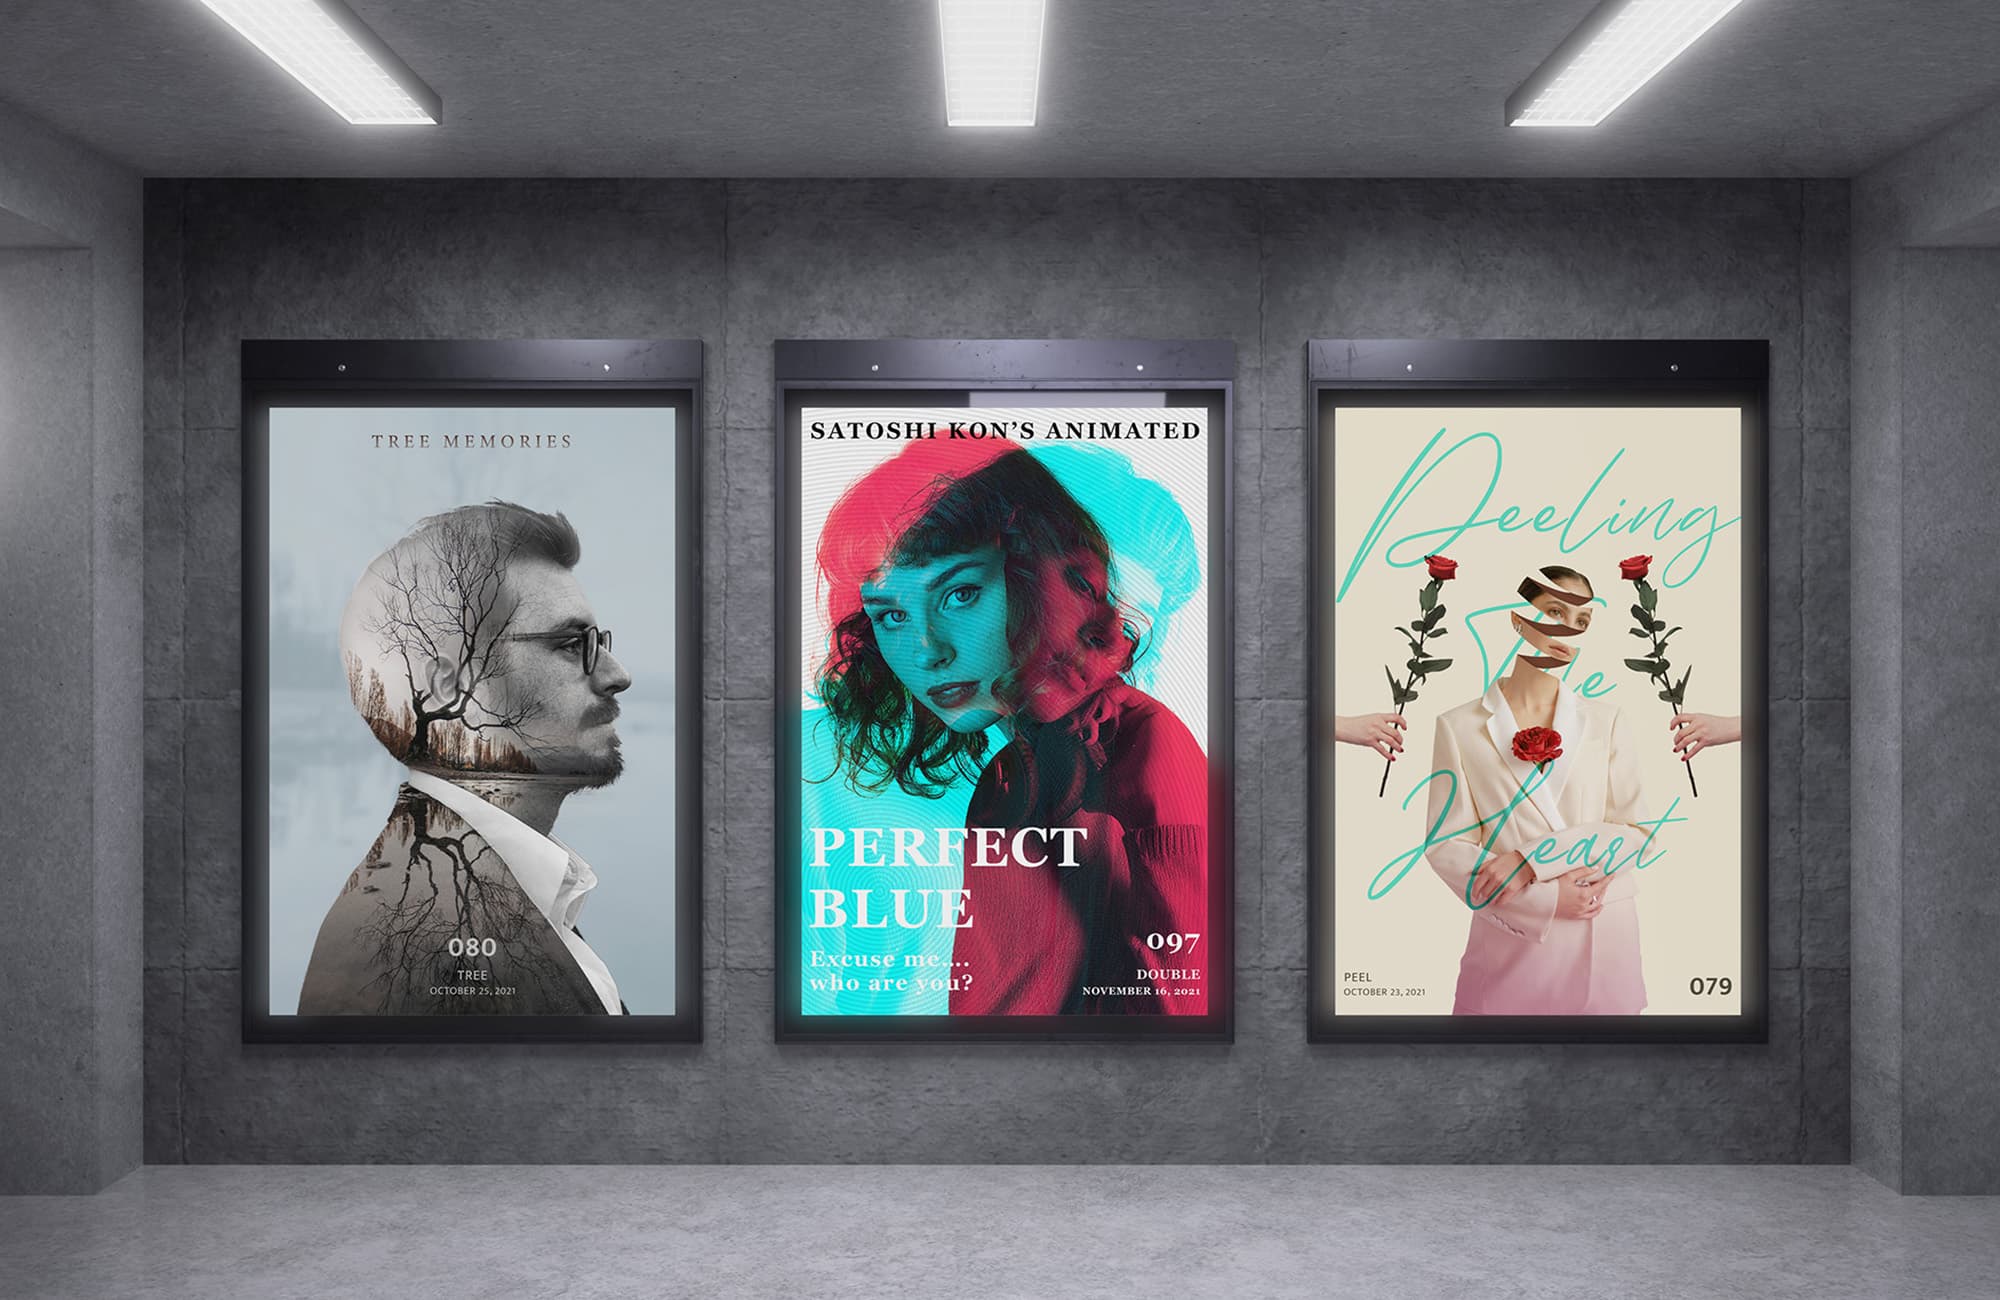 TREE MEMORIES
080
TREE
OCTOBER 25, 2021
SATOSHI KON'S ANIMATED
PERFECT
BLUE
Excuse me....
who are you?
097
DOUBLE
NOVEMBER 16, 2021
Peeling
The
Heart
PEEL
OCTOBER 23, 2021
079